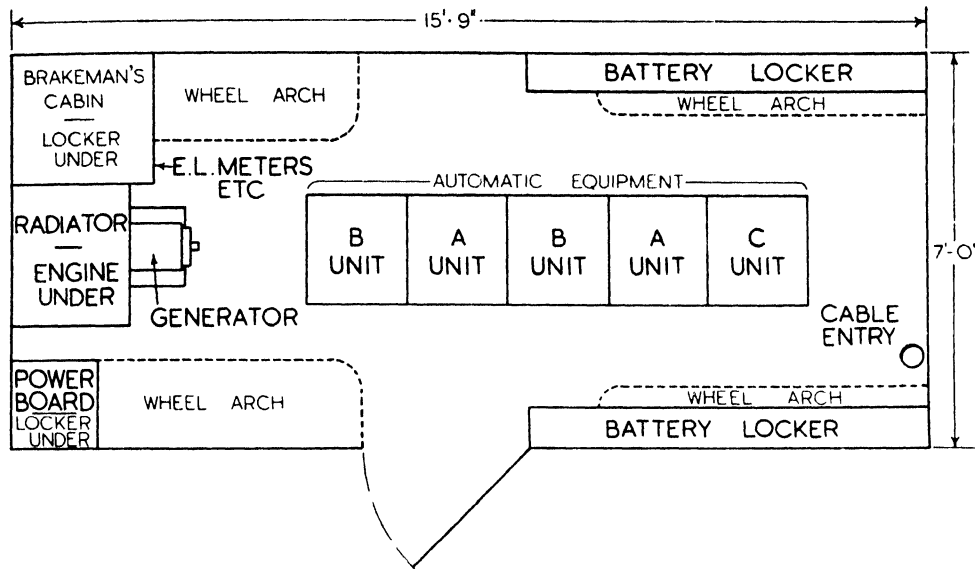 15'·9"
BRAKEMAN'S
CABIN
—
LOCKER
UNDER
WHEEL ARCH
BATTERY LOCKER
WHEEL ARCH
E.L.METERS
ETC
AUTOMATIC EQUIPMENT
RADIATOR
—
ENGINE
UNDER
GENERATOR
B
UNIT
A
UNIT
B
UNIT
A
UNIT
C
UNIT
7'-0"
CABLE
ENTRY
POWER
BOARD
LOCKER
UNDER
WHEEL ARCH
WHEEL ARCH
BATTERY LOCKER